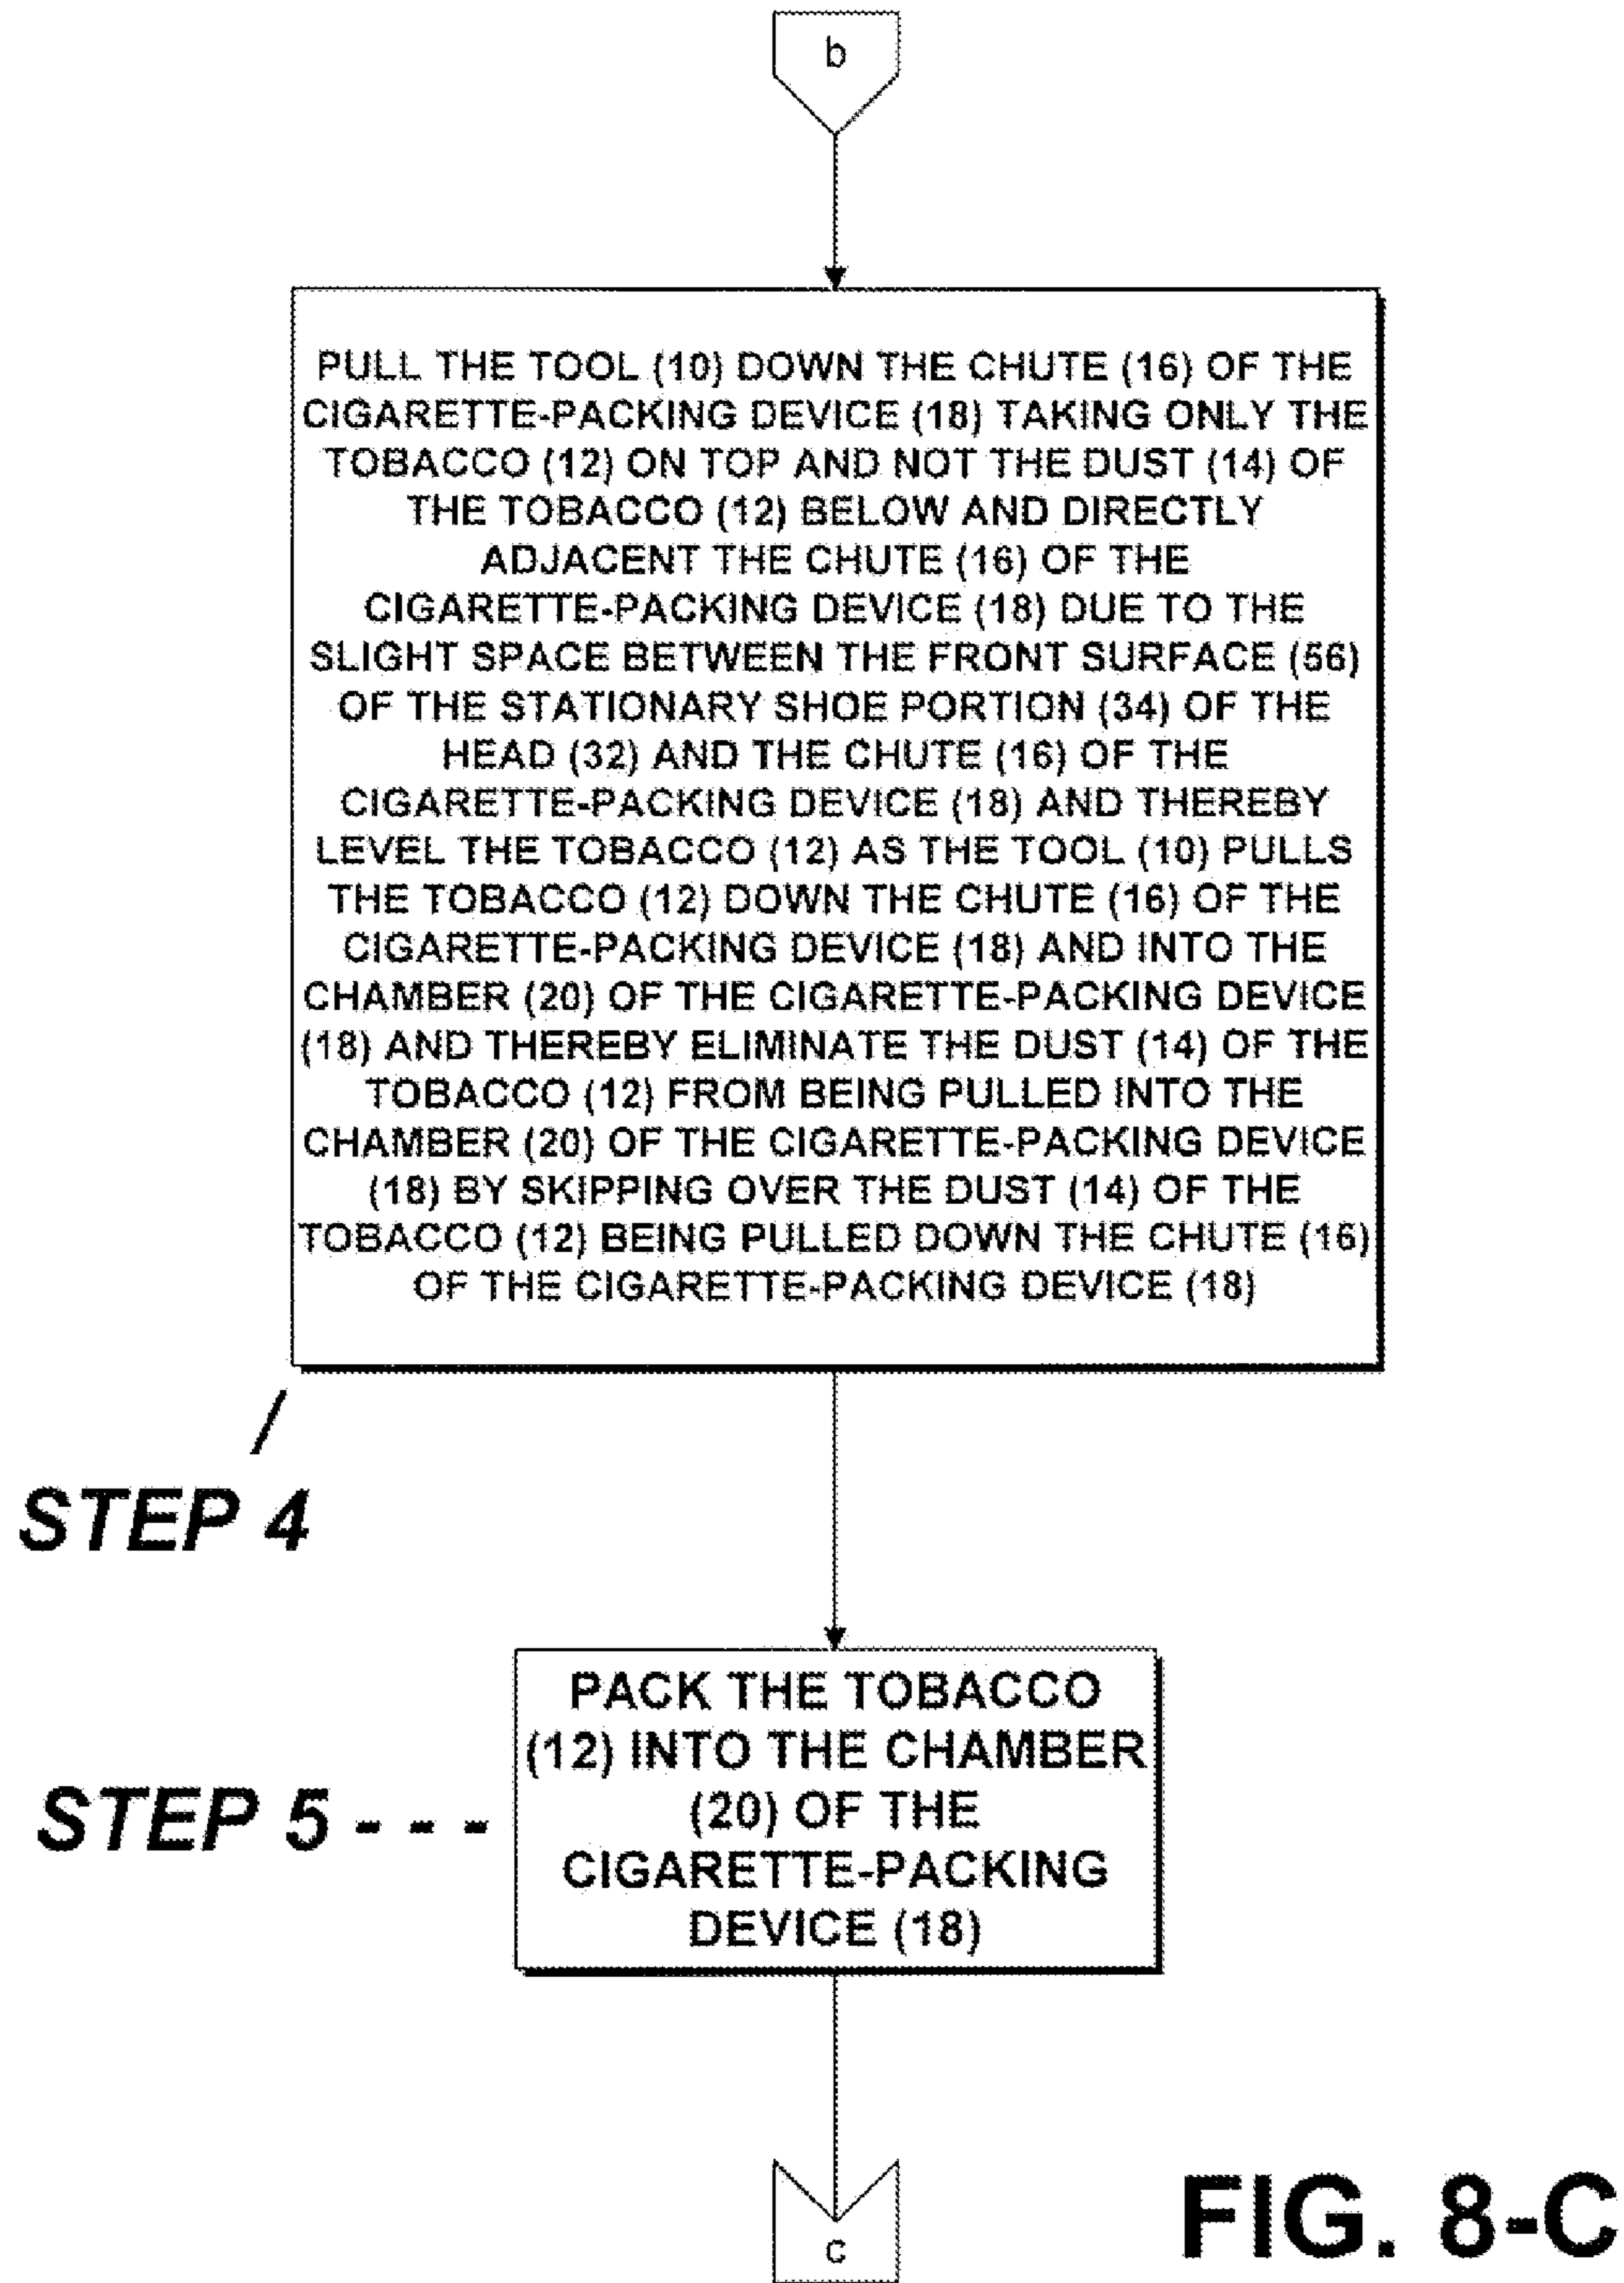 b
PULL THE TOOL (10) DOWN THE CHUTE (16) OF THE
CIGARETTE-PACKING DEVICE (18) TAKING ONLY THE
TOBACCO (12) ON TOP AND NOT THE DUST (14) OF
THE TOBACCO (12) BELOW AND DIRECTLY
ADJACENT THE CHUTE (16) OF THE
CIGARETTE-PACKING DEVICE (18) DUE TO THE
SLIGHT SPACE BETWEEN THE FRONT SURFACE (56)
OF THE STATIONARY SHOE PORTION (34) OF THE
HEAD (32) AND THE CHUTE (16) OF THE
CIGARETTE-PACKING DEVICE (18) AND THEREBY
LEVEL THE TOBACCO (12) AS THE TOOL (10) PULLS
THE TOBACCO (12) DOWN THE CHUTE (16) OF THE
CIGARETTE-PACKING DEVICE (18) AND INTO THE
CHAMBER (20) OF THE CIGARETTE-PACKING DEVICE
(18) AND THEREBY ELIMINATE THE DUST (14) OF THE
TOBACCO (12) FROM BEING PULLED INTO THE
CHAMBER (20) OF THE CIGARETTE-PACKING DEVICE
(18) BY SKIPPING OVER THE DUST (14) OF THE
TOBACCO (12) BEING PULLED DOWN THE CHUTE (16)
OF THE CIGARETTE-PACKING DEVICE (18)
STEP 4
PACK THE TOBACCO
(12) INTO THE CHAMBER
(20) OF THE
CIGARETTE-PACKING
DEVICE (18)
STEP 5 - - -
c
FIG. 8-C